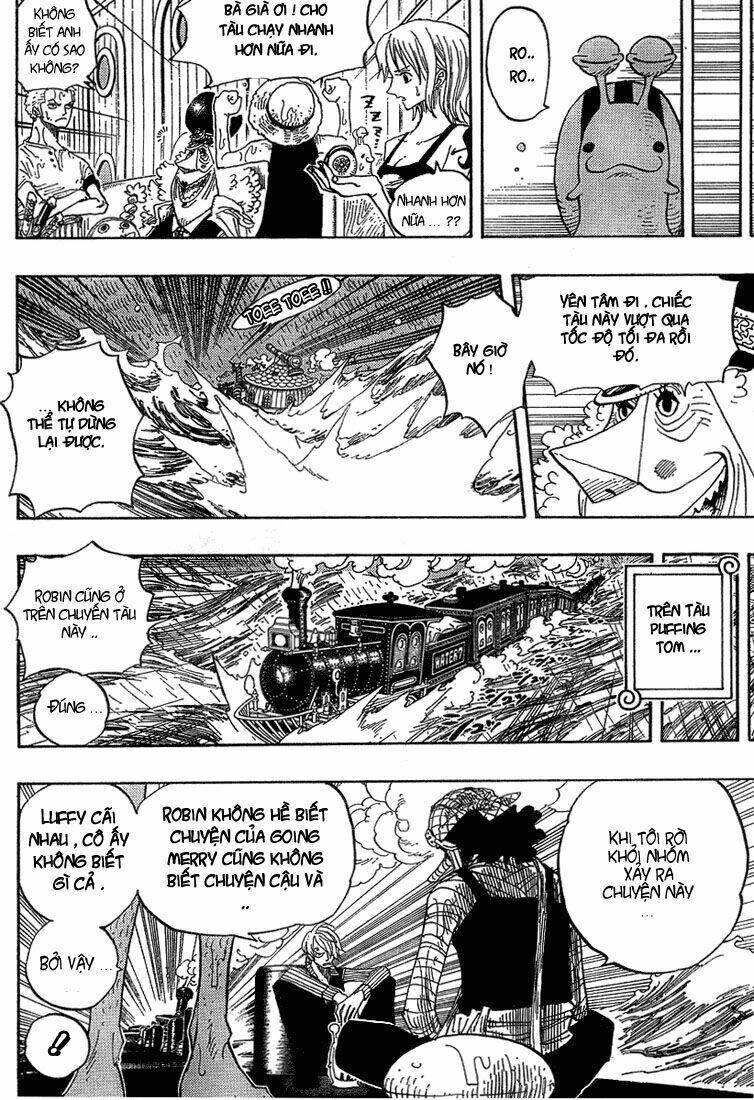 RO..
RO..
BÀ GIÀ ƠI ! CHO
TÀU CHẠY NHANH
HƠN NỮA ĐI.
NHANH HƠN
NỮA ... ??
KHÔNG
BIẾT ANH
ẤY CÓ SAO
KHÔNG?
YÊN TÂM ĐI . CHIẾC
TÀU NÀY VƯỢT QUA
TỐC ĐỘ TỐI ĐA RỒI
ĐÓ.
BÂY GIỜ
NÓ !
TOEE TOEE !!
... KHÔNG
THỂ TỰ DỪNG
LẠI ĐƯỢC.
TRÊN TÀU
PUFFING
TOM ...
ROBIN CŨNG Ở
TRÊN CHUYẾN TÀU
NÀY ..
ĐÚNG ...
KHI TÔI RỜI
KHỎI NHÓM
XẢY RA
CHUYỆN NÀY
...
ROBIN KHÔNG HỀ BIẾT
CHUYỆN CỦA GOING
MERRY CŨNG KHÔNG
BIẾT CHUYỆN CẬU VÀ
..
LUFFY CÃI
NHAU , CÔ ẤY
KHÔNG BIẾT
GÌ CẢ .
BỞI VẬY ...
!